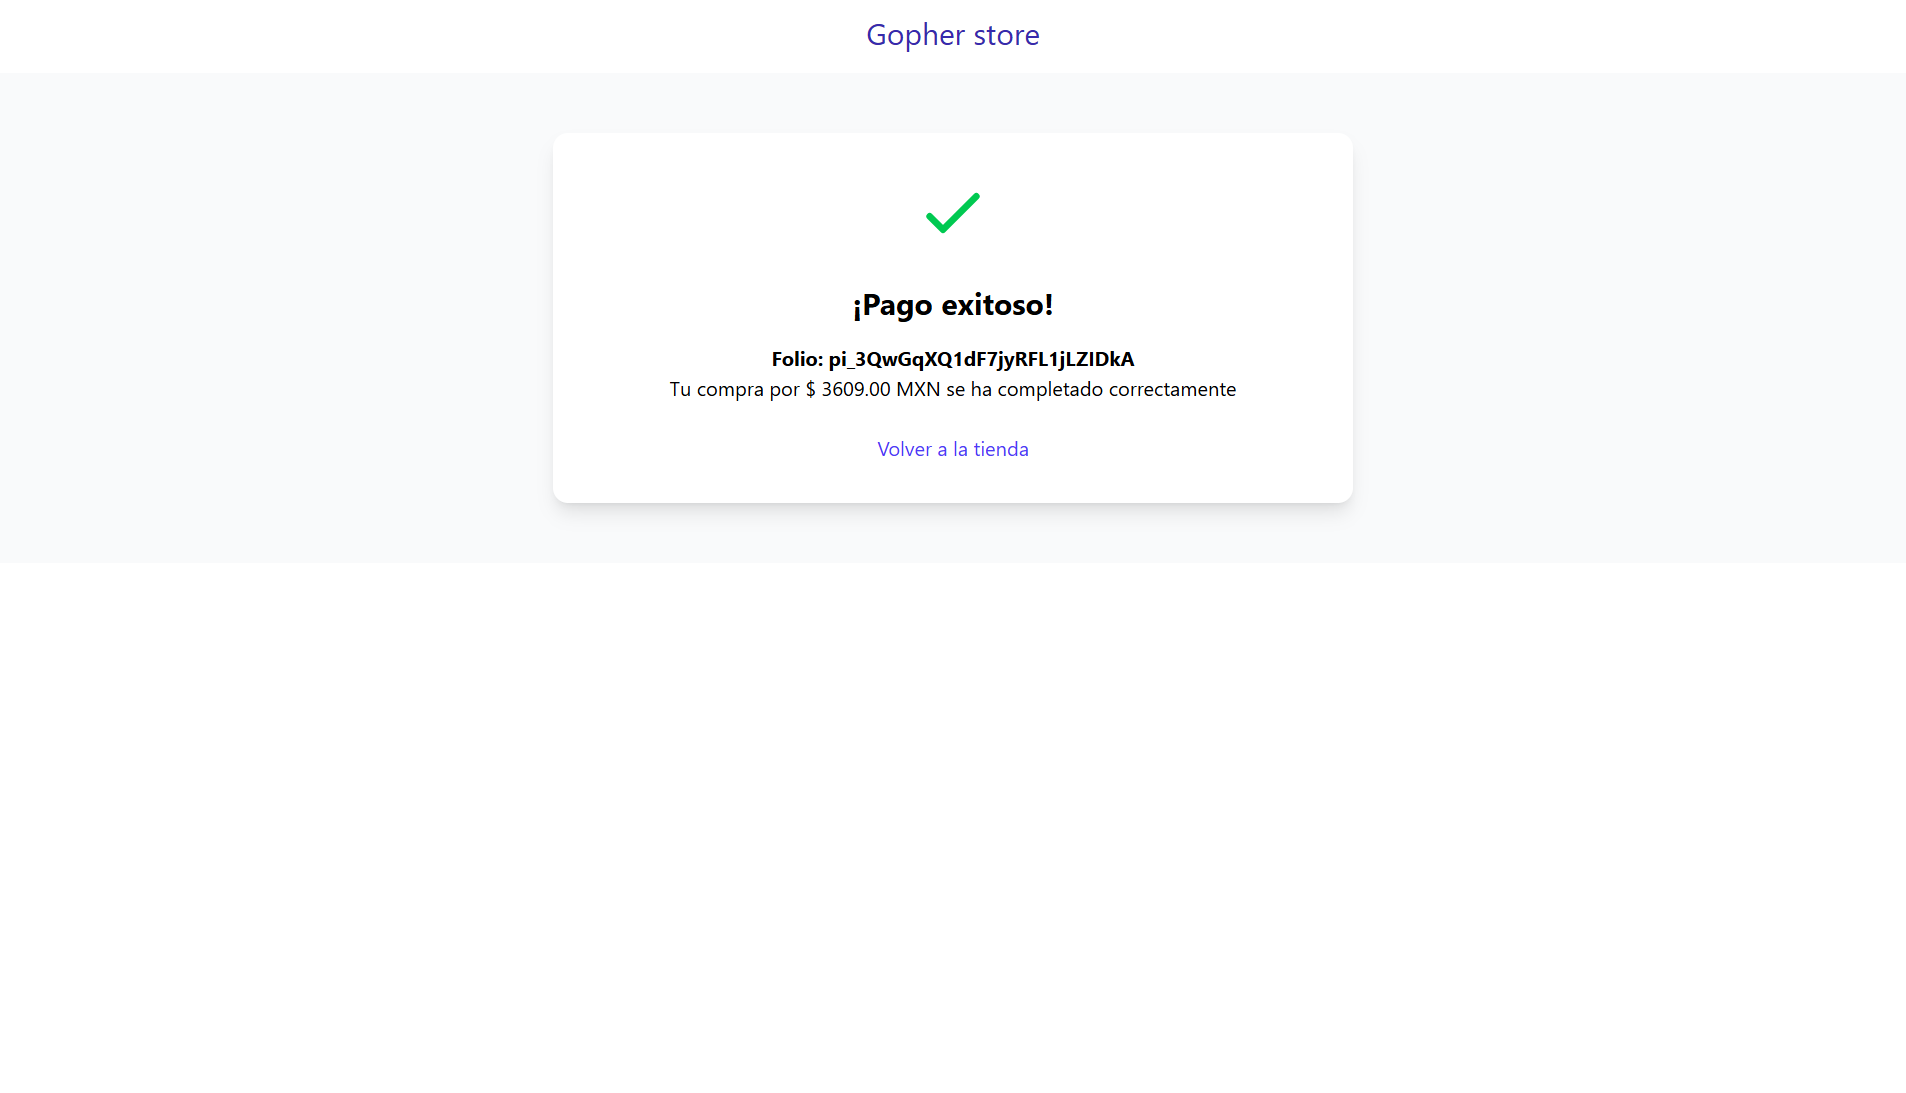 Gopher store
¡Pago exitoso!
Folio: pi_3QwGqXQ1dF7jyRFL1jLZIDkA
Tu compra por $ 3609.00 MXN se ha completado correctamente
Volver a la tienda